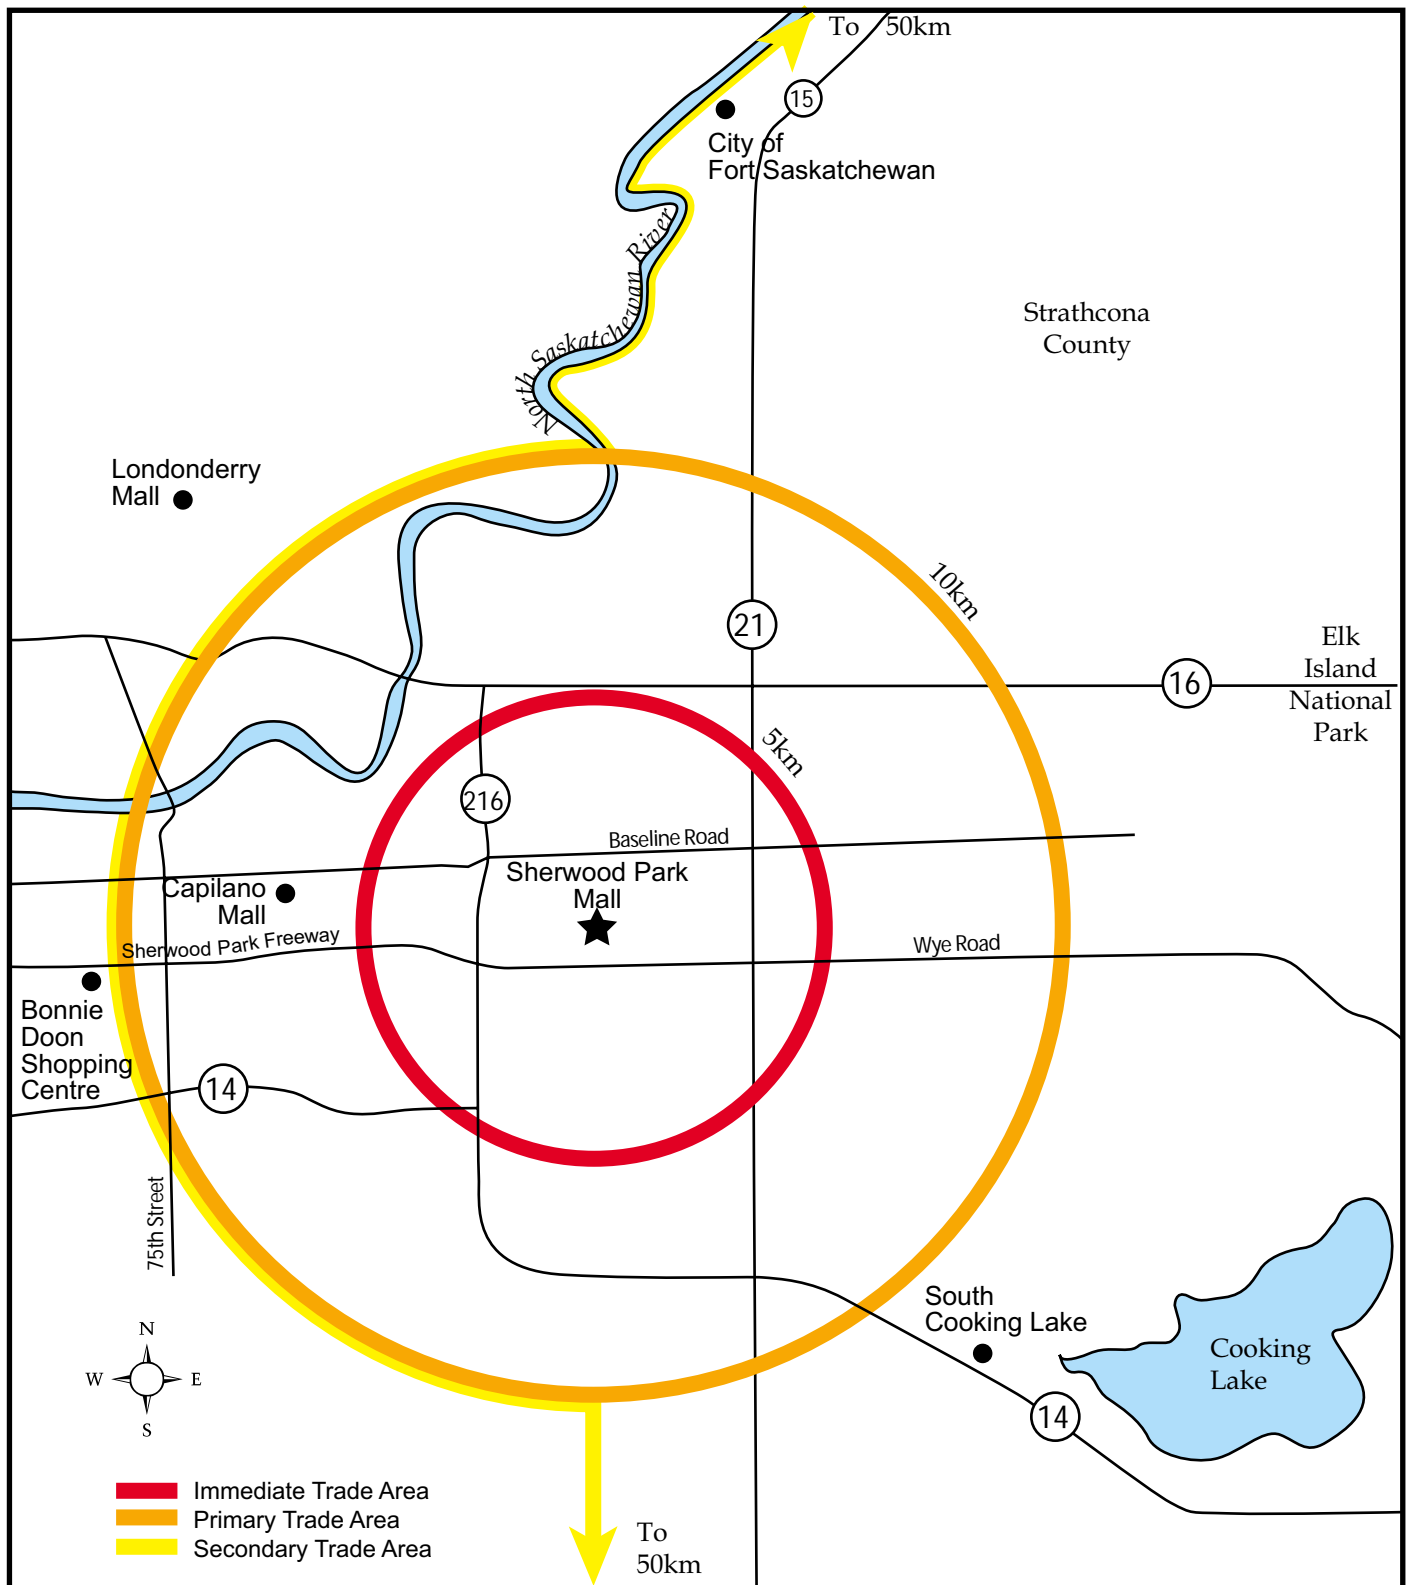 To 50km
15
City of
Fort Saskatchewan
North Saskatchewan River
Strathcona
County
Londonderry
Mall
10km
21
Elk
Island
National
Park
16
5km
216
Baseline Road
Sherwood Park
Mall
Capilano
Mall
Sherwood Park Freeway
Wye Road
Bonnie
Doon
Shopping
Centre
14
75th Street
South
Cooking Lake
Cooking
Lake
14
N
W E
S
Immediate Trade Area
Primary Trade Area
Secondary Trade Area
To
50km